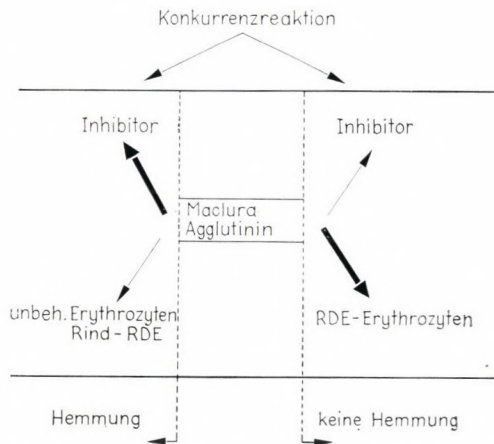 Konkurrenzreaktion
Inhibitor
Inhibitor
Maclura
Agglutinin
unbeh. Erythrozyten
Rind-RDE
RDE-Erythrozyten
Hemmung
keine Hemmung